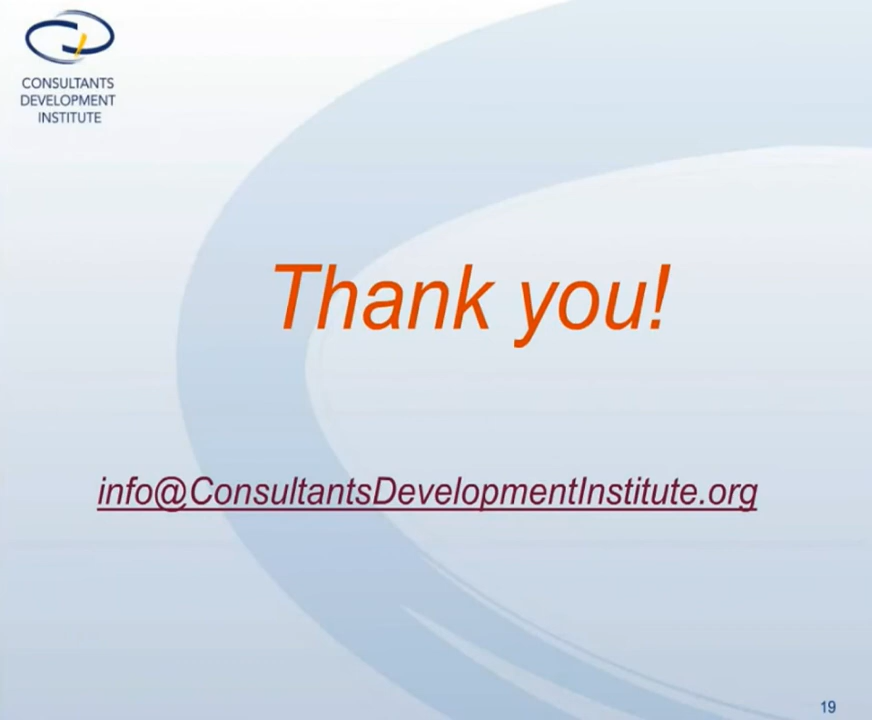 CONSULTANTS
DEVELOPMENT
INSTITUTE
Thank you!
info@ConsultantsDevelopmentInstitute.org
19